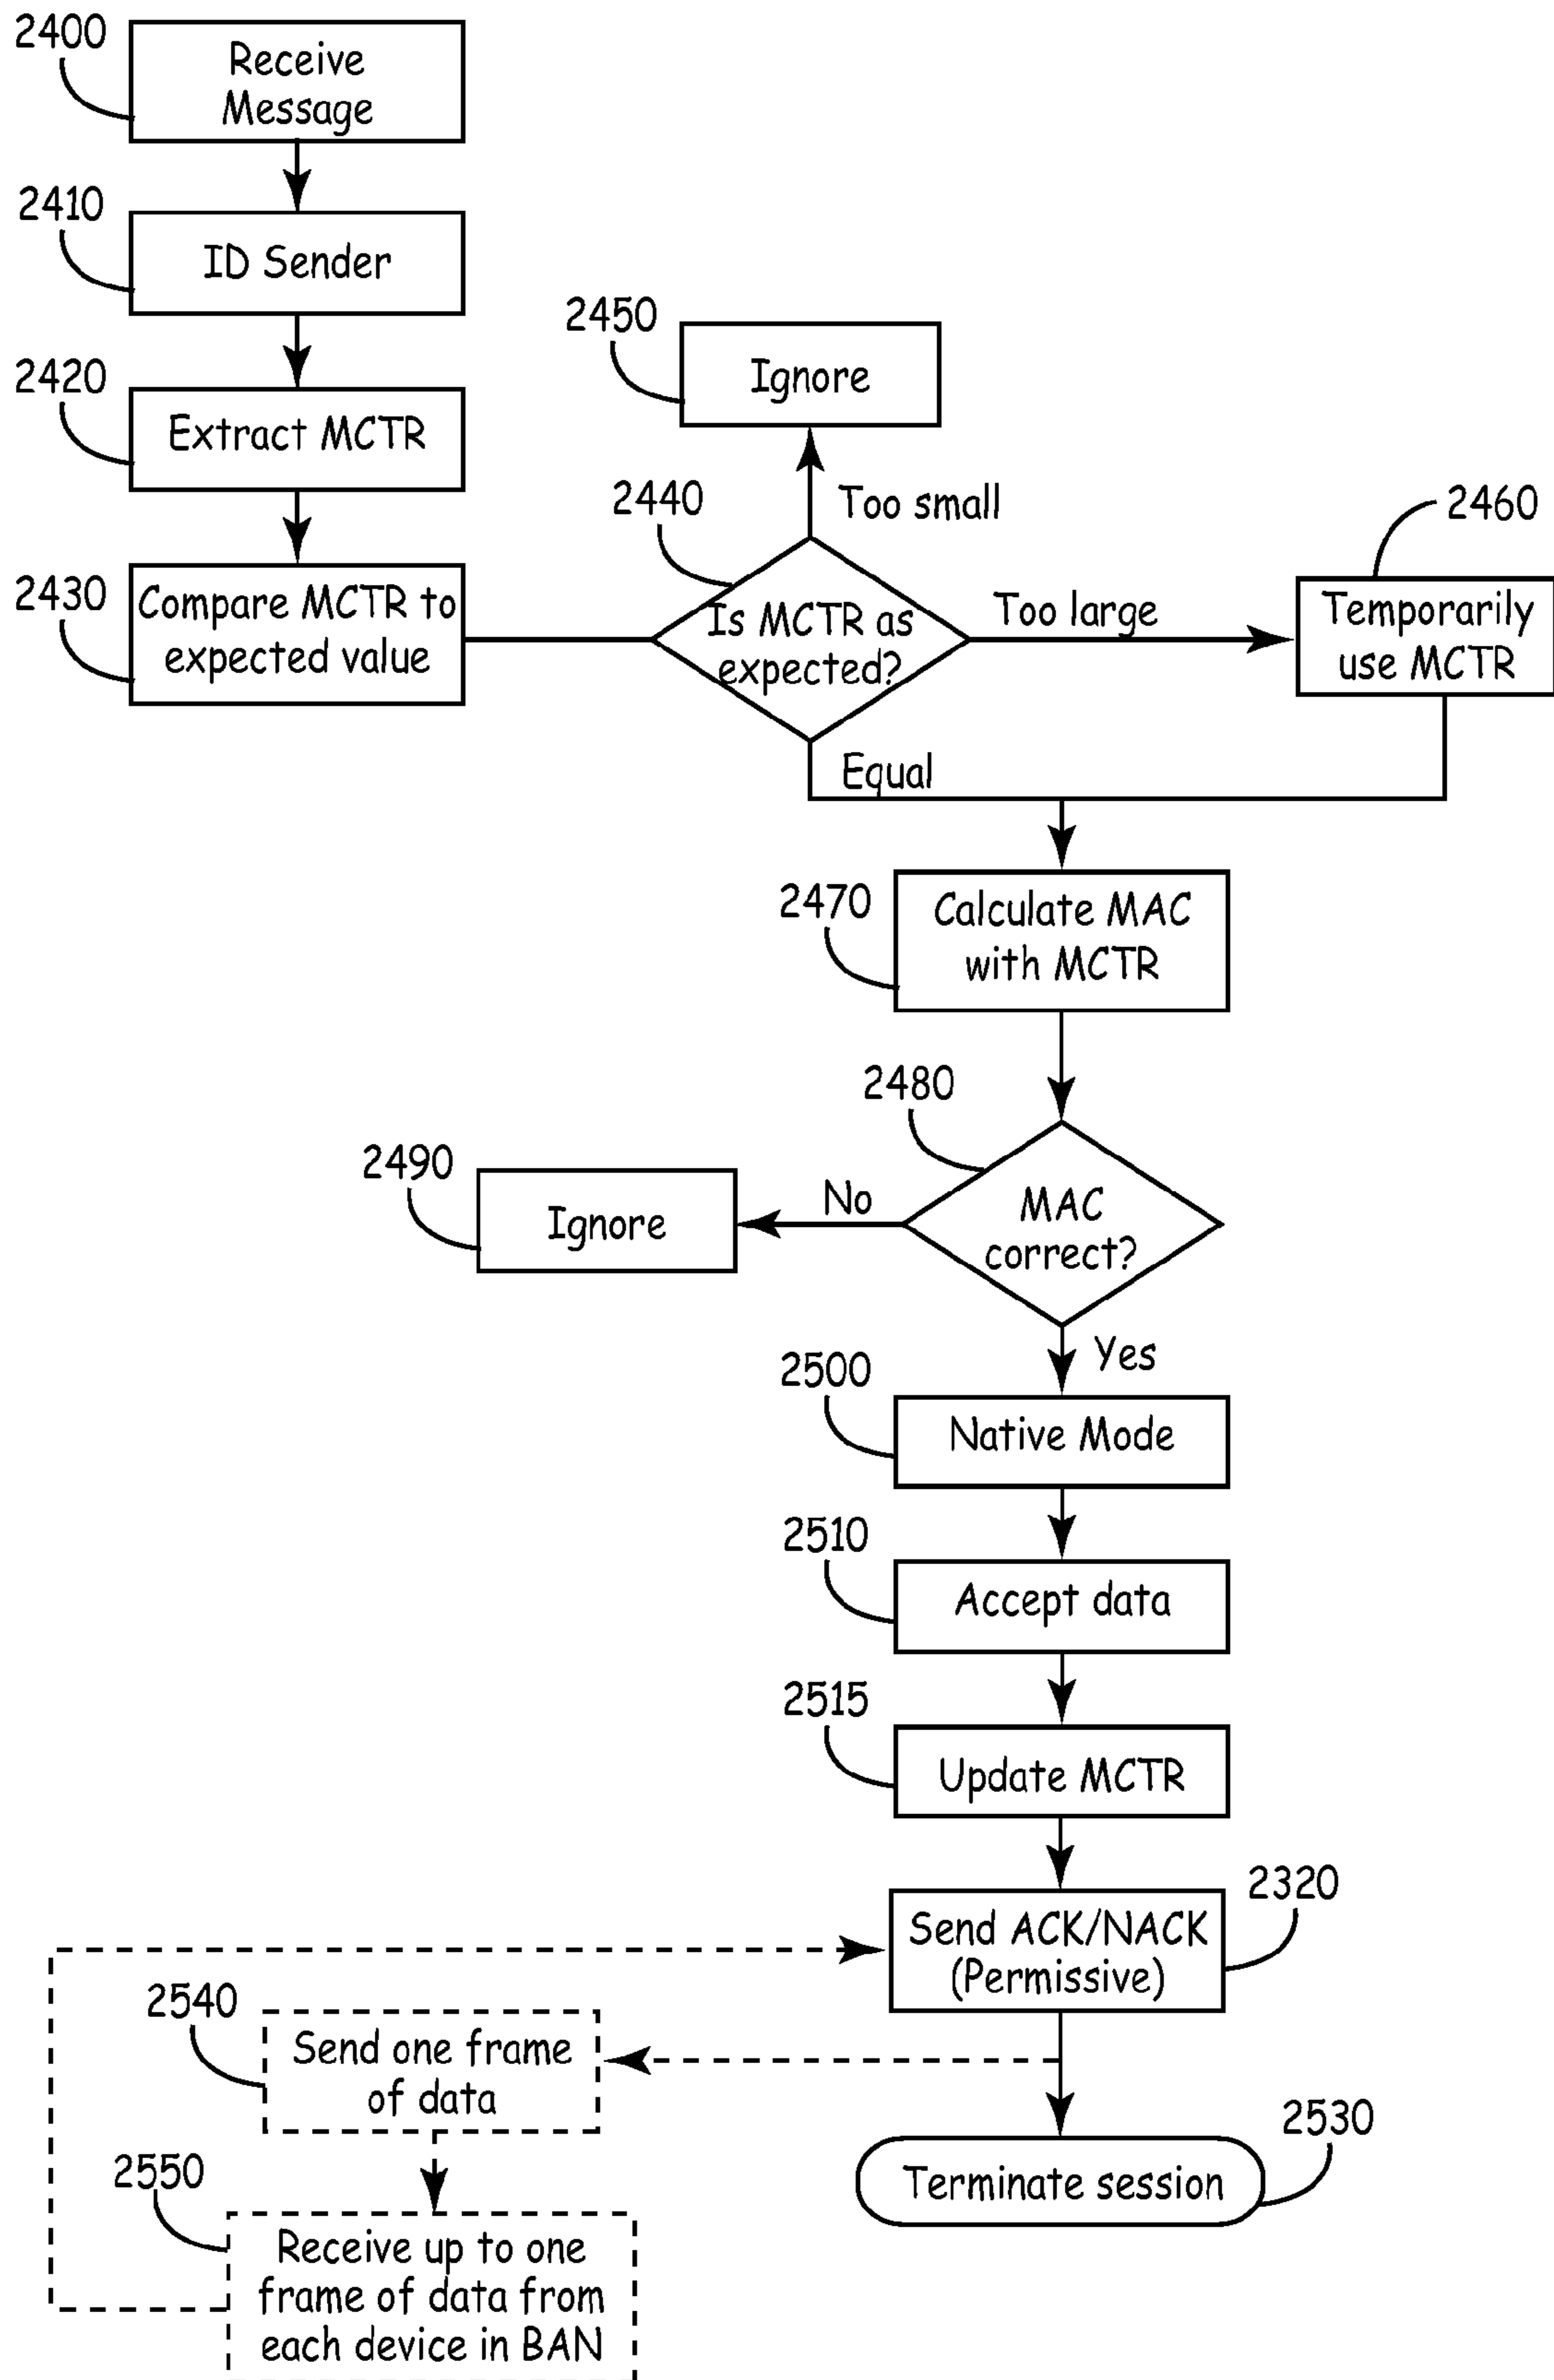 2400
Receive
Message
2410
ID Sender
2420
Extract MCTR
2430
Compare MCTR to
expected value
2440
Is MCTR as
expected?
2450
Ignore
Too small
Too large
2460
Temporarily
use MCTR
Equal
2470
Calculate MAC
with MCTR
2480
MAC
correct?
No
2490
Ignore
Yes
2500
Native Mode
2510
Accept data
2515
Update MCTR
2320
Send ACK/NACK
(Permissive)
2540
Send one frame
of data
2530
Terminate session
2550
Receive up to one
frame of data from
each device in BAN